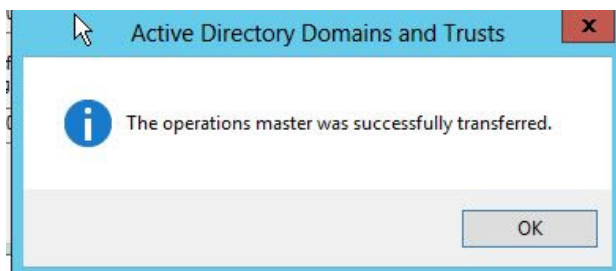 Active Directory Domains and Trusts
x
The operations master was successfully transferred.
OK